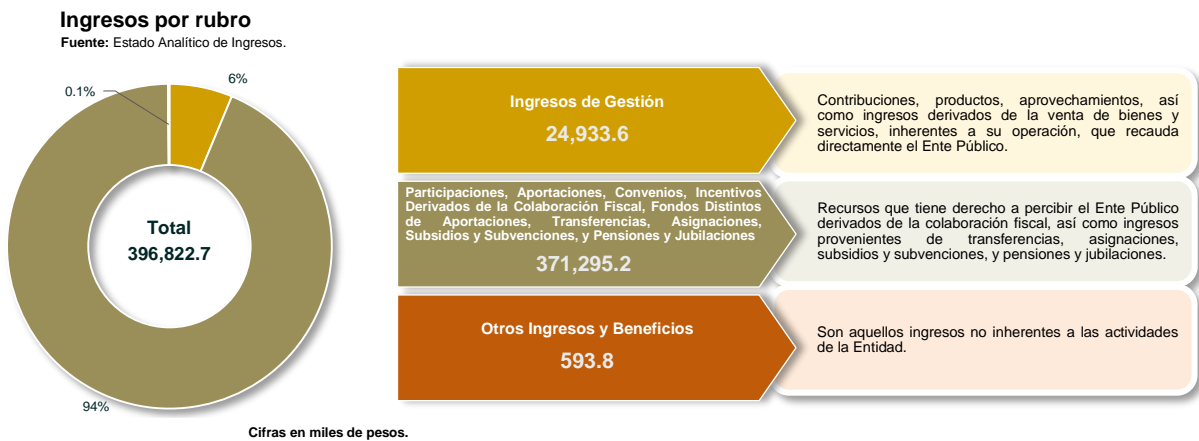 Ingresos por rubro
Fuente: Estado Analítico de Ingresos.
6%
0.1%
Total
396,822.7
94%
Ingresos de Gestión
24,933.6
Contribuciones, productos, aprovechamientos, así
como ingresos derivados de la venta de bienes y
servicios, inherentes a su operación, que recauda
directamente el Ente Público.
Participaciones, Aportaciones, Convenios, Incentivos
Derivados de la Colaboración Fiscal, Fondos Distintos
de Aportaciones, Transferencias, Asignaciones,
Subsidios y Subvenciones, y Pensiones y Jubilaciones
371,295.2
Recursos que tiene derecho a percibir el Ente Público
derivados de la colaboración fiscal, así como ingresos
provenientes de transferencias, asignaciones,
subsidios y subvenciones, y pensiones y jubilaciones.
Otros Ingresos y Beneficios
593.8
Son aquellos ingresos no inherentes a las actividades
de la Entidad.
Cifras en miles de pesos.